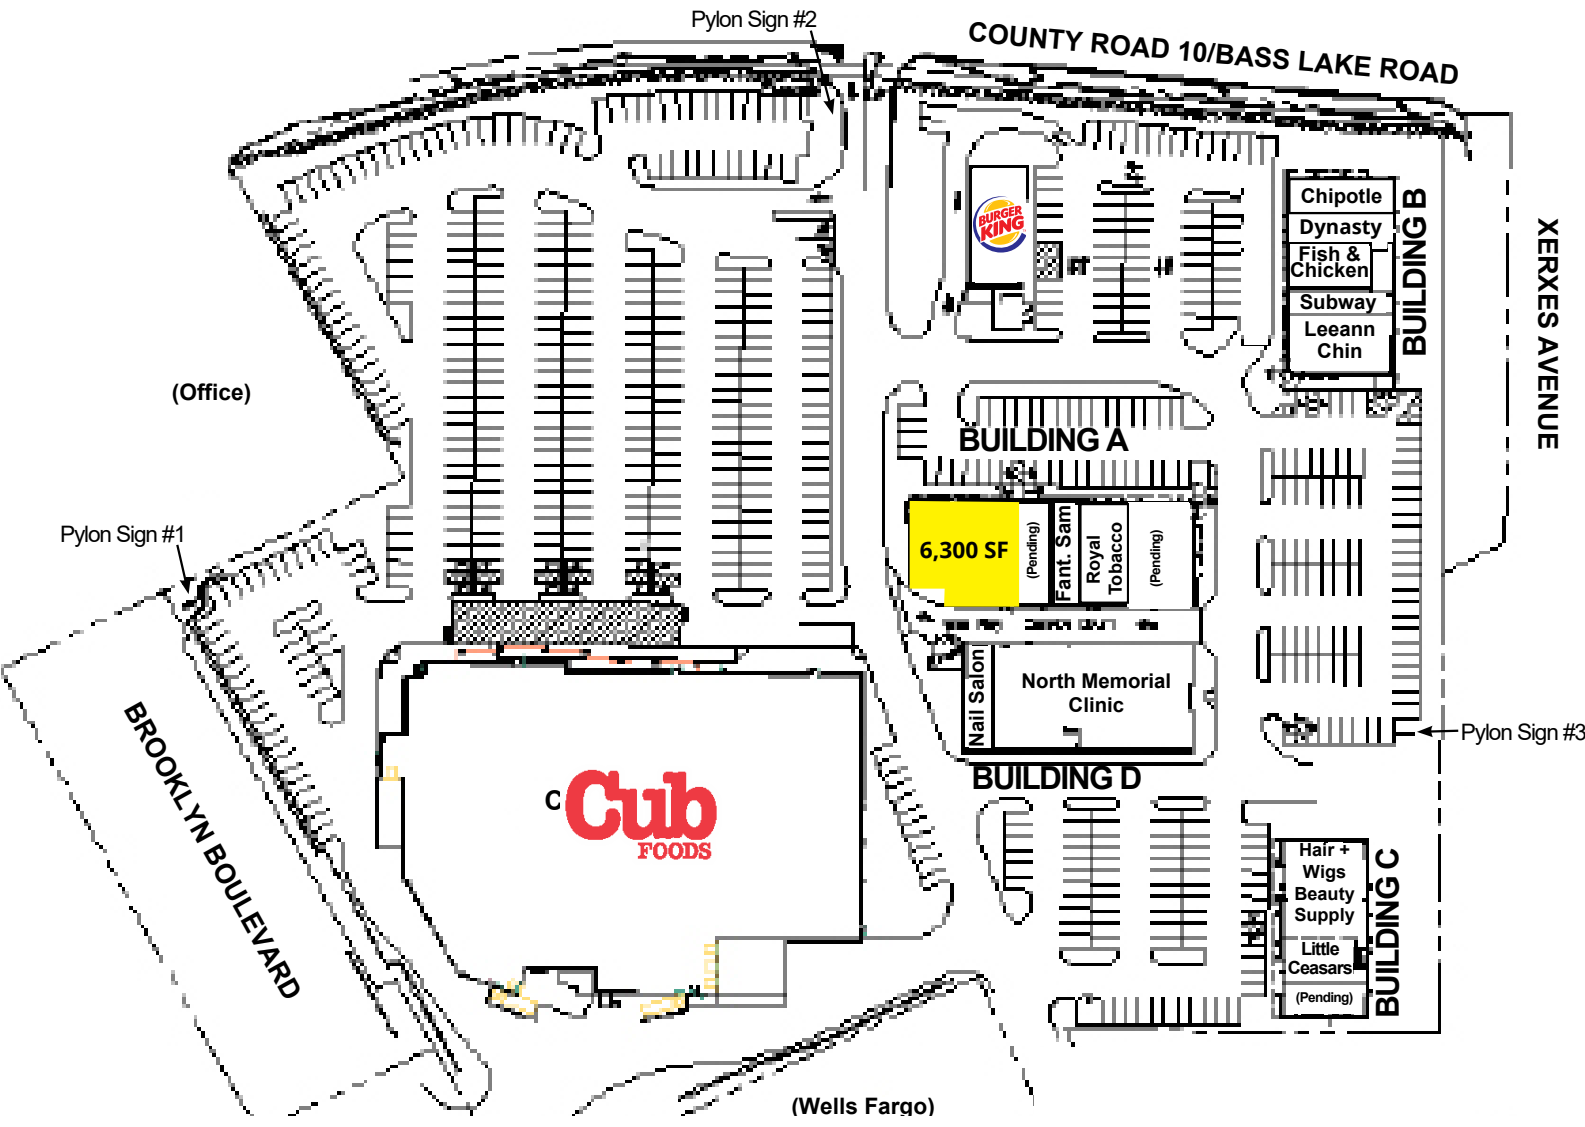 Pylon Sign #2
COUNTY ROAD 10/BASS LAKE ROAD
BURGER
KING
Chipotle
Dynasty
Fish &
Chicken
Subway
Leeann
Chin
BUILDING B
XERXES AVENUE
(Office)
BUILDING A
Pylon Sign #1
6,300 SF
(Pending)
Fant. Sam
Royal
Tobacco
(Pending)
Nail Salon
North Memorial
Clinic
Pylon Sign #3
BUILDING D
BROOKLYN BOULEVARD
C
Cub
FOODS
Hair +
Wigs
Beauty
Supply
Little
Ceasars
(Pending)
BUILDING C
(Wells Fargo)